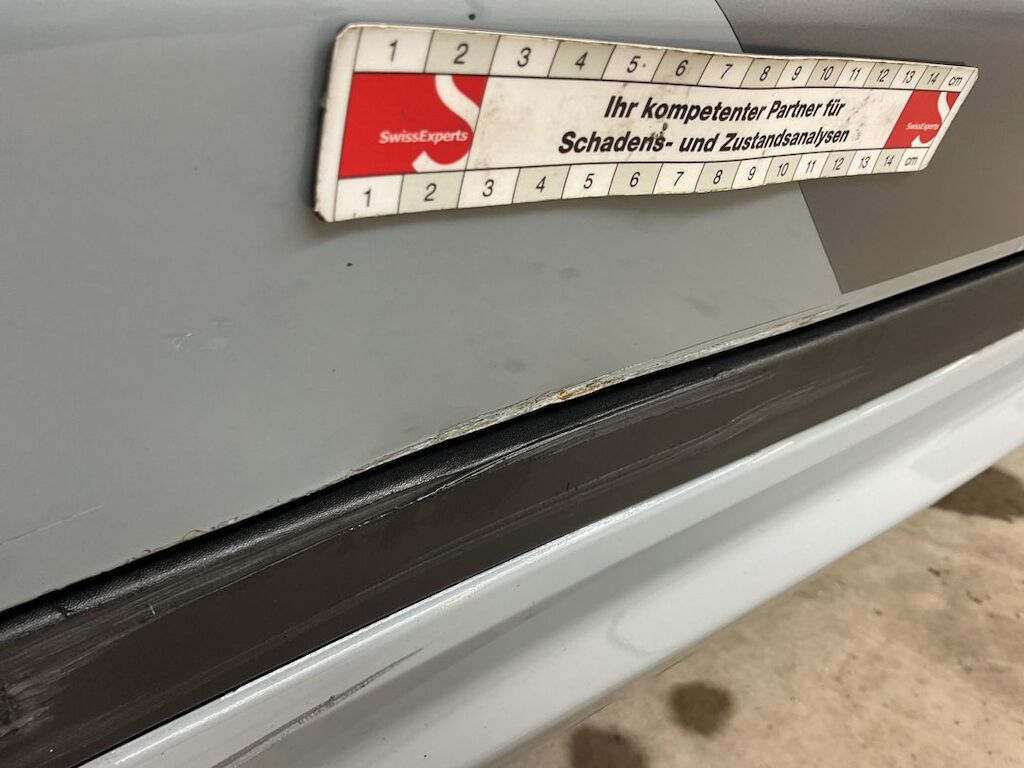 1 2 3 4 5 6 7 8 9 10 11 12 13 14 cm
SwissExperts
Ihr kompetenter Partner für
Schadens- und Zustandsanalysen
SwissExperts
1 2 3 4 5 6 7 8 9 10 11 12 13 14 cm